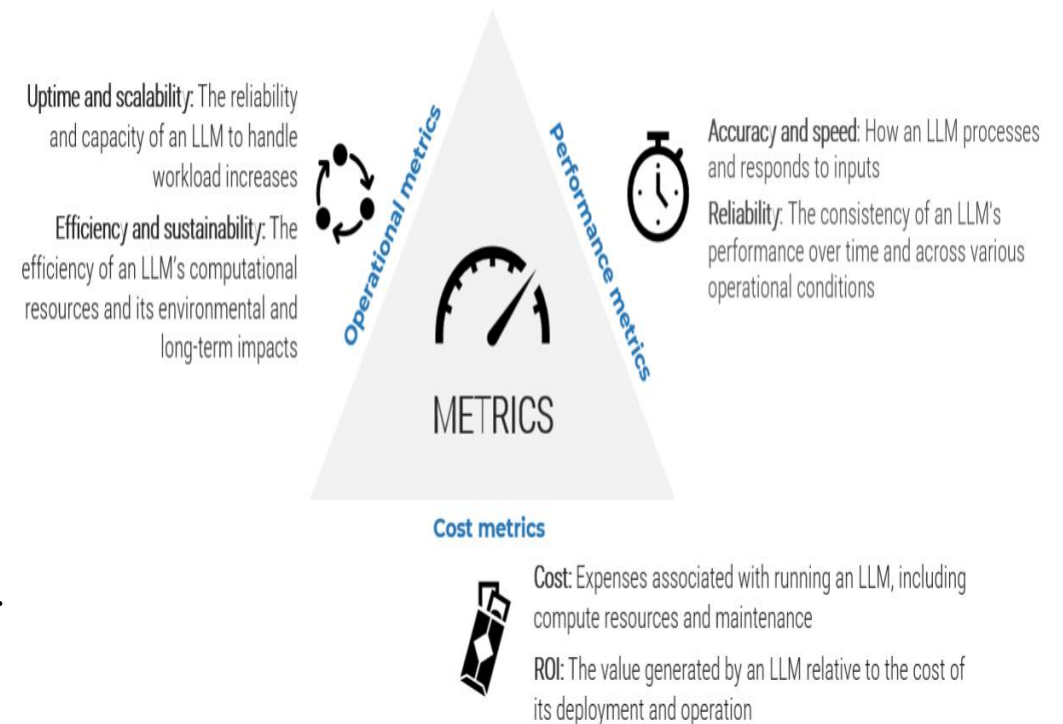 Uptime and scalability: The reliability
and capacity of an LLM to handle
workload increases
Efficiency and sustainability: The
efficiency of an LLM's computational
resources and its environmental and
long-term impacts
Operational metrics
Performance metrics
Accuracy and speed: How an LLM processes
and responds to inputs
Reliability: The consistency of an LLM's
performance over time and across various
operational conditions
METRICS
Cost metrics
.
Cost: Expenses associated with running an LLM, including
compute resources and maintenance
ROI: The value generated by an LLM relative to the cost of
its deployment and operation